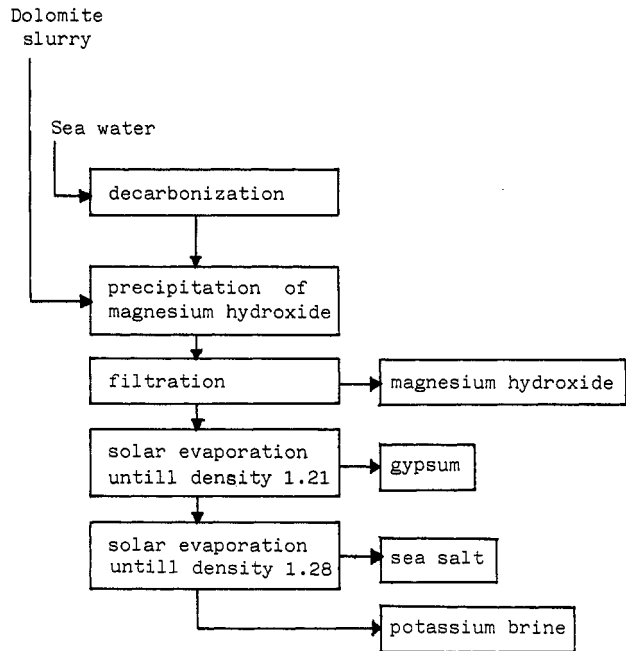 Dolomite
slurry
Sea water
decarbonization
precipitation of
magnesium hydroxide
filtration
magnesium hydroxide
solar evaporation
untill density 1.21
gypsum
solar evaporation
untill density 1.28
sea salt
potassium brine